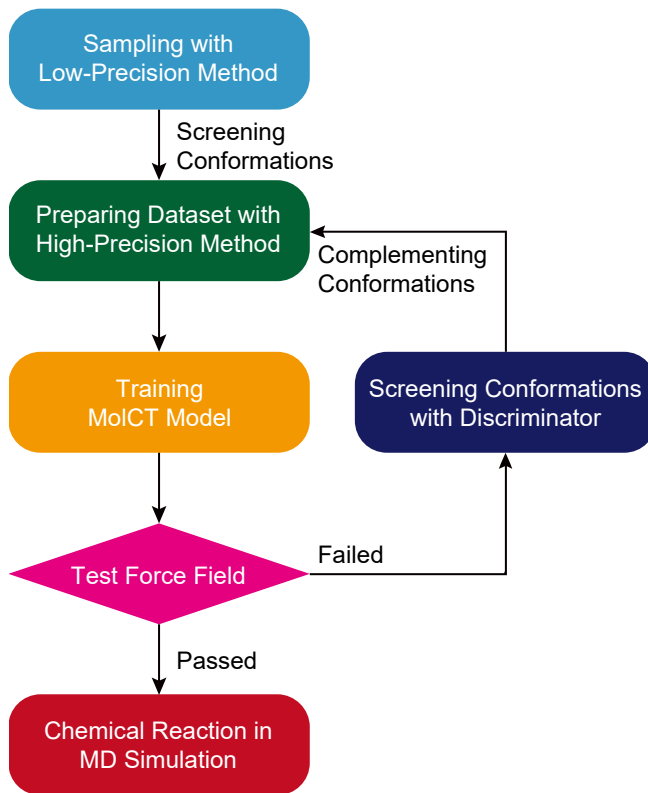 Sampling with
Low-Precision Method
Screening
Conformations
Preparing Dataset with
High-Precision Method
Complementing
Conformations
Training
MolCT Model
Screening Conformations
with Discriminator
Test Force Field
Failed
Passed
Chemical Reaction in
MD Simulation